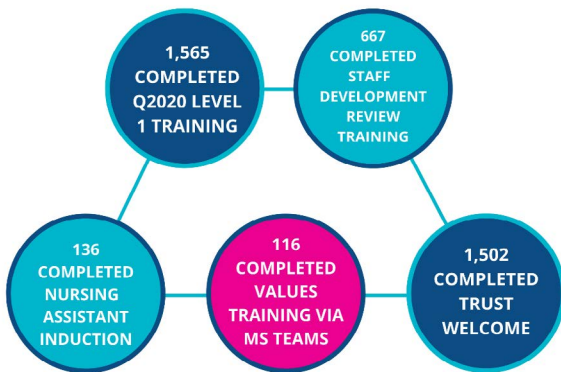 1,565
COMPLETED
Q2020 LEVEL
1 TRAINING
667
COMPLETED
STAFF
DEVELOPMENT
REVIEW
TRAINING
136
COMPLETED
NURSING
ASSISTANT
INDUCTION
116
COMPLETED
VALUES
TRAINING VIA
MS TEAMS
1,502
COMPLETED
TRUST
WELCOME